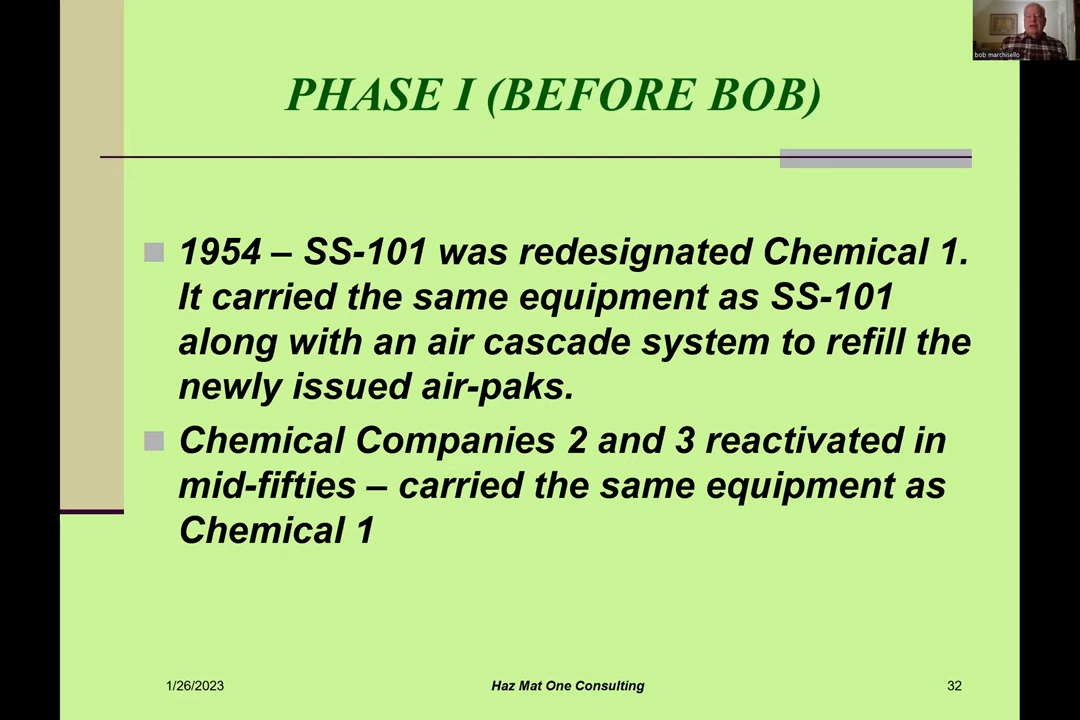 bob marchisello
PHASE I (BEFORE BOB)
1954 – SS-101 was redesignated Chemical 1.
It carried the same equipment as SS-101
along with an air cascade system to refill the
newly issued air-paks.
Chemical Companies 2 and 3 reactivated in
mid-fifties – carried the same equipment as
Chemical 1
1/26/2023
Haz Mat One Consulting
32